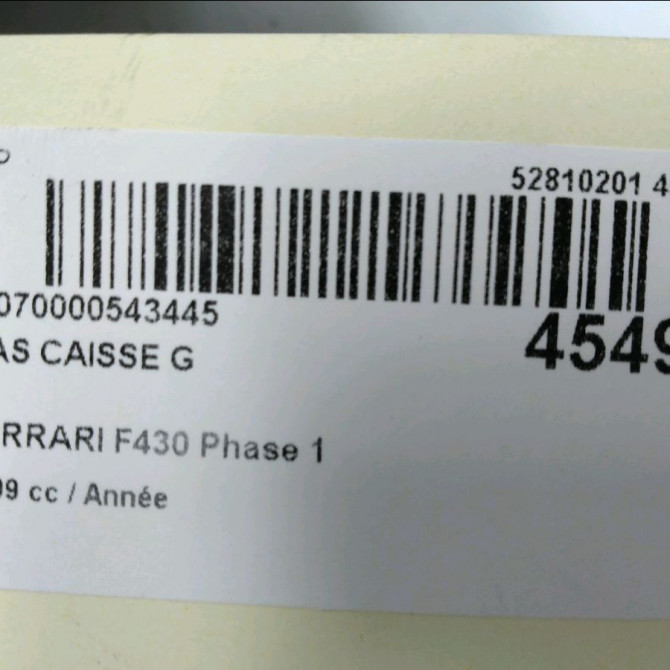 52810201 4
070000543445
4549
AS CAISSE G
RRARI F430 Phase 1
99 cc / Année